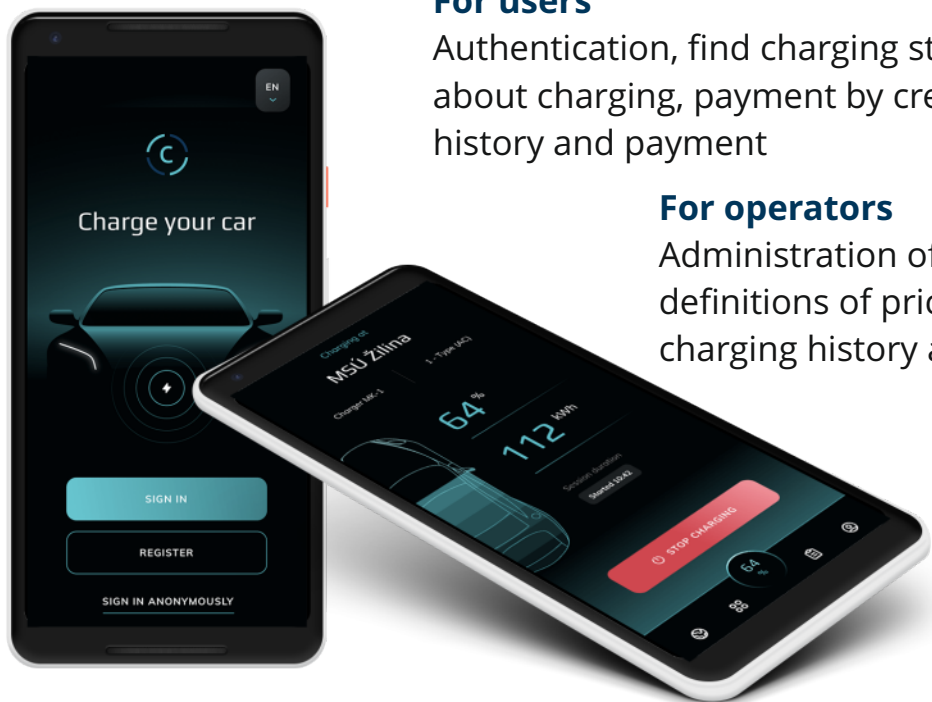 For users
Authentication, find charging st
about charging, payment by cre
history and payment
For operators
Administration of
definitions of pric
charging history a
EN
C
Charge your car
SIGN IN
REGISTER
SIGN IN ANONYMOUSLY
Charging at
MSÚ Žilina
Charger MK-1
1 - Type (AC)
64 %
112 kWh
Session duration
Started 10:42
STOP CHARGING
64 %